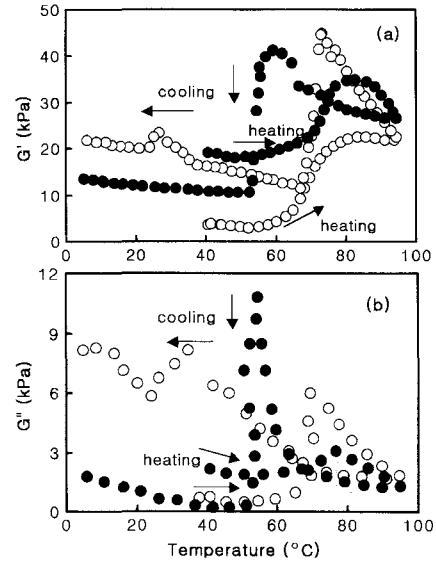 50
40
30
20
10
0
G' (kPa)
(a)
cooling
heating
heating
0
20
40
60
80
100
12
9
6
3
0
G" (kPa)
(b)
cooling
heating
0
20
40
60
80
100
Temperature (°C)